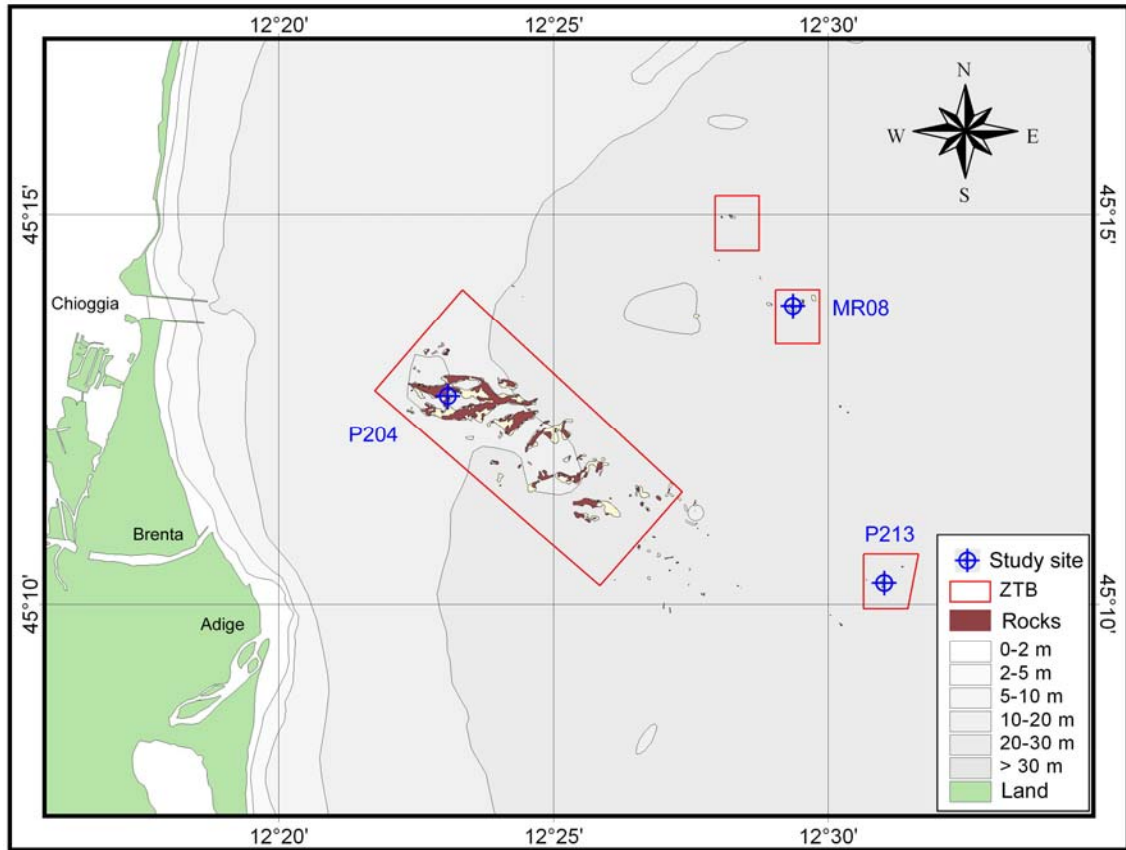 12°20' 12°25' 12°30'
N
W E
S
45°15' 45°15'
Chioggia
MR08
P204
Brenta
P213
Study site
ZTB
Rocks
0-2 m
2-5 m
5-10 m
10-20 m
20-30 m
> 30 m
Land
45°10' 45°10'
Adige
12°20' 12°25' 12°30'